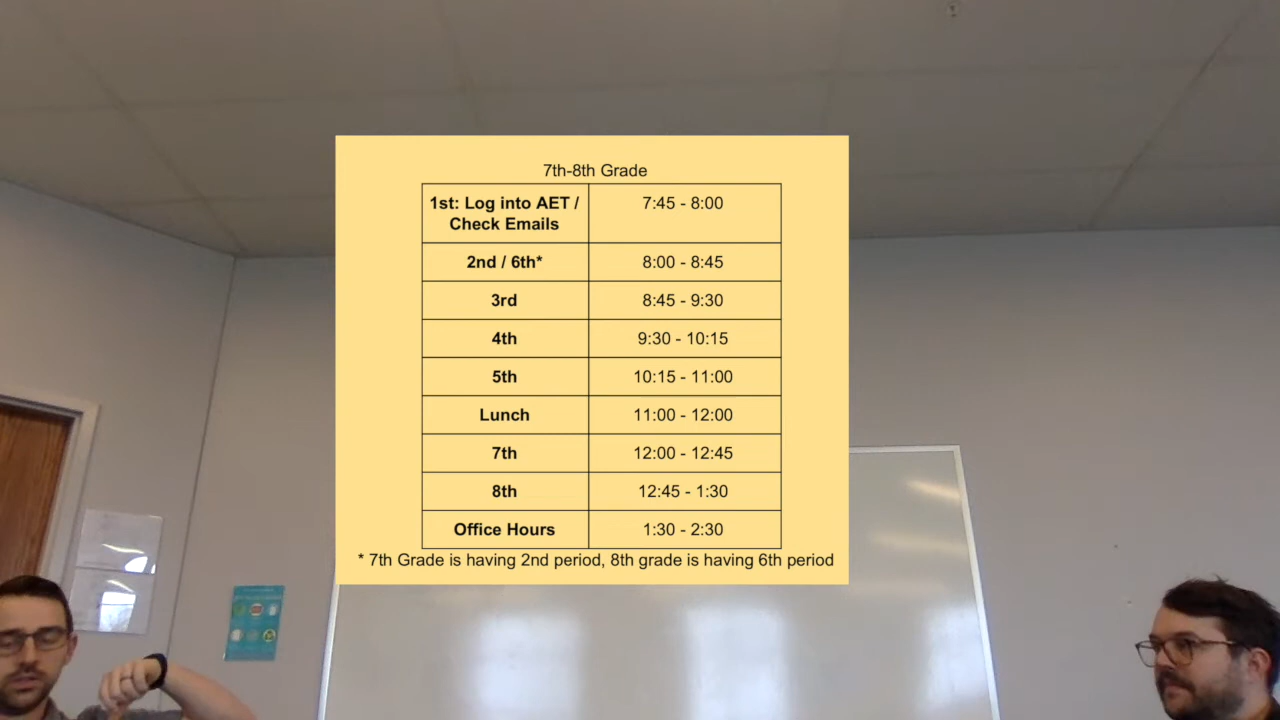 7th-8th Grade
1st: Log into AET /
Check Emails
7:45 - 8:00
2nd / 6th*
8:00 - 8:45
3rd
8:45 - 9:30
4th
9:30 - 10:15
5th
10:15 - 11:00
Lunch
11:00 - 12:00
7th
12:00 - 12:45
8th
12:45 - 1:30
Office Hours
1:30 - 2:30
* 7th Grade is having 2nd period, 8th grade is having 6th period